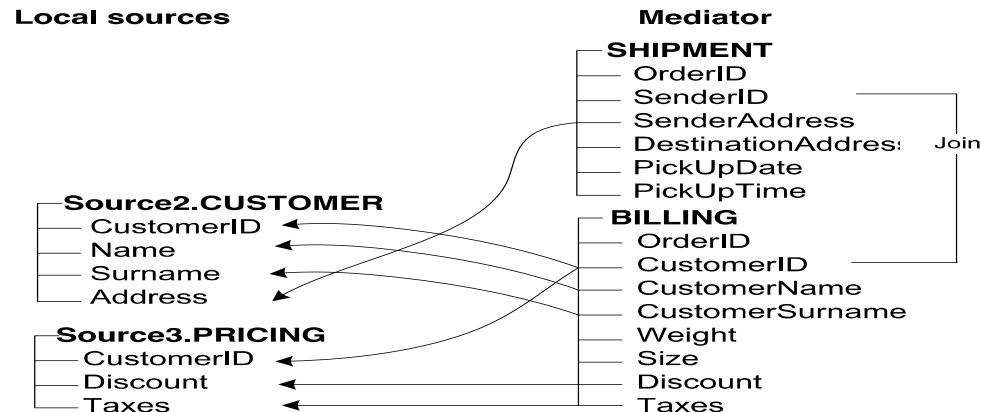 Local sources
Source2.CUSTOMER
CustomerID
Name
Surname
Address
Source3.PRICING
CustomerID
Discount
Taxes
Mediator
SHIPMENT
OrderID
SenderID
SenderAddress
DestinationAddres
PickUpDate
PickUpTime
BILLING
OrderID
CustomerID
CustomerName
CustomerSurname
Weight
Size
Discount
Taxes
Join